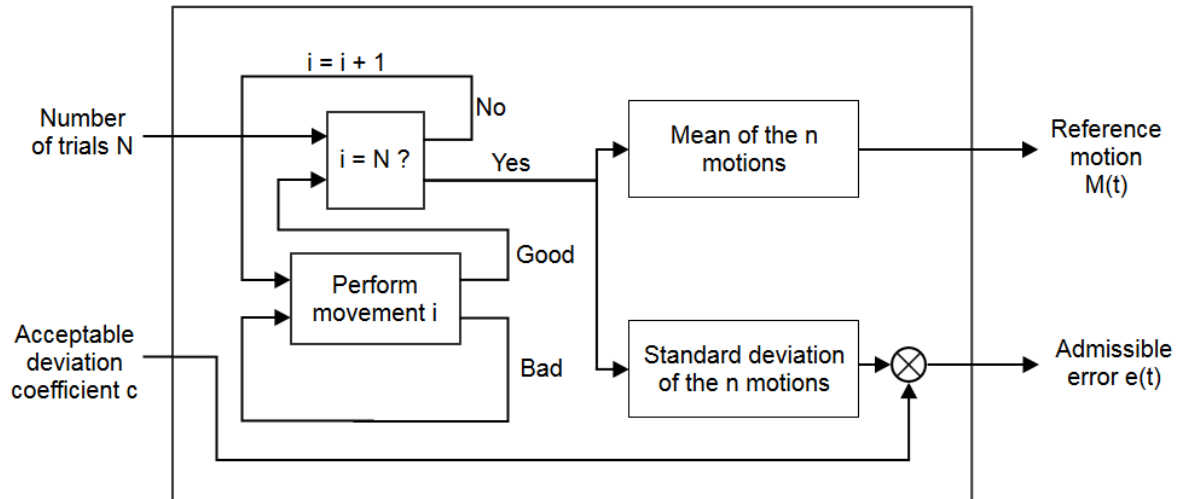 i = i + 1
No
Number
of trials N
i = N ?
Yes
Mean of the n
motions
Reference
motion
M(t)
Good
Perform
movement i
Bad
Acceptable
deviation
coefficient c
Standard deviation
of the n motions
Admissible
error e(t)